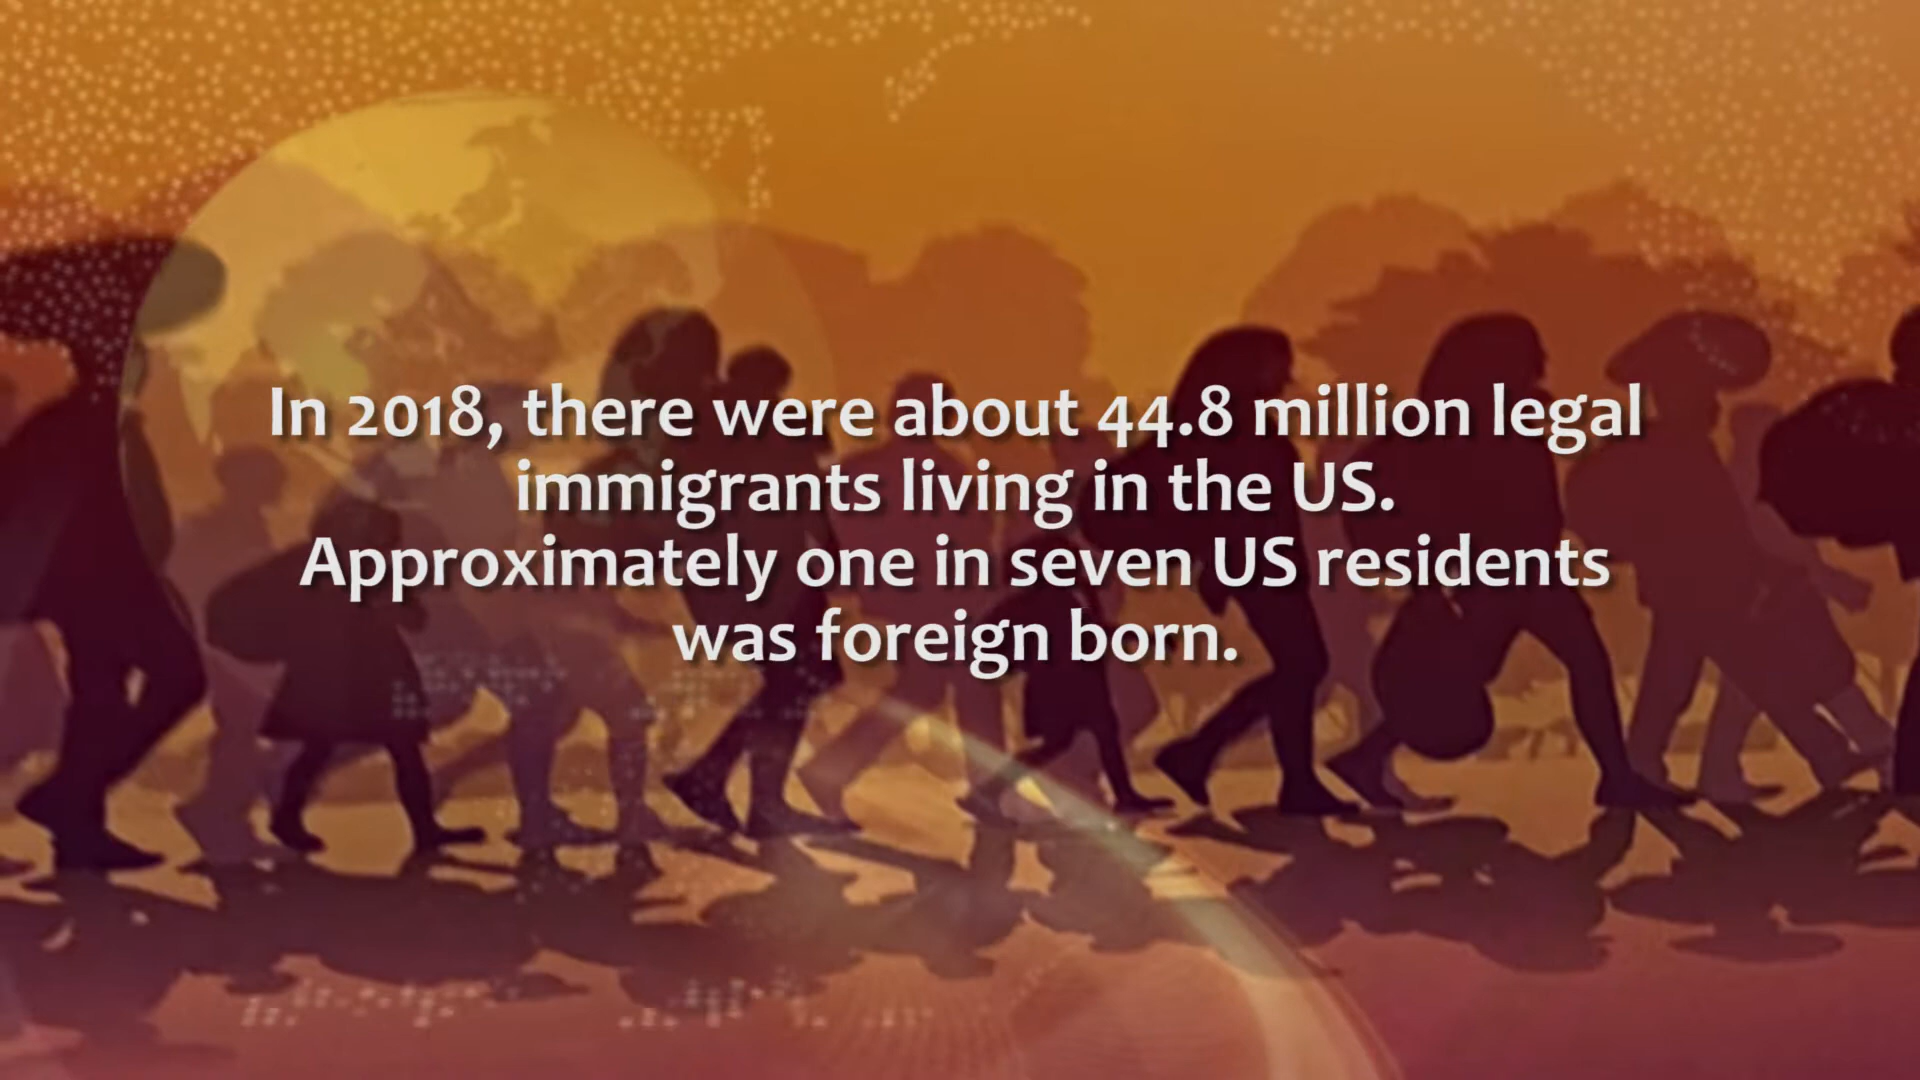 In 2018, there were about 44.8 million legal
immigrants living in the US.
Approximately one in seven US residents
was foreign born.